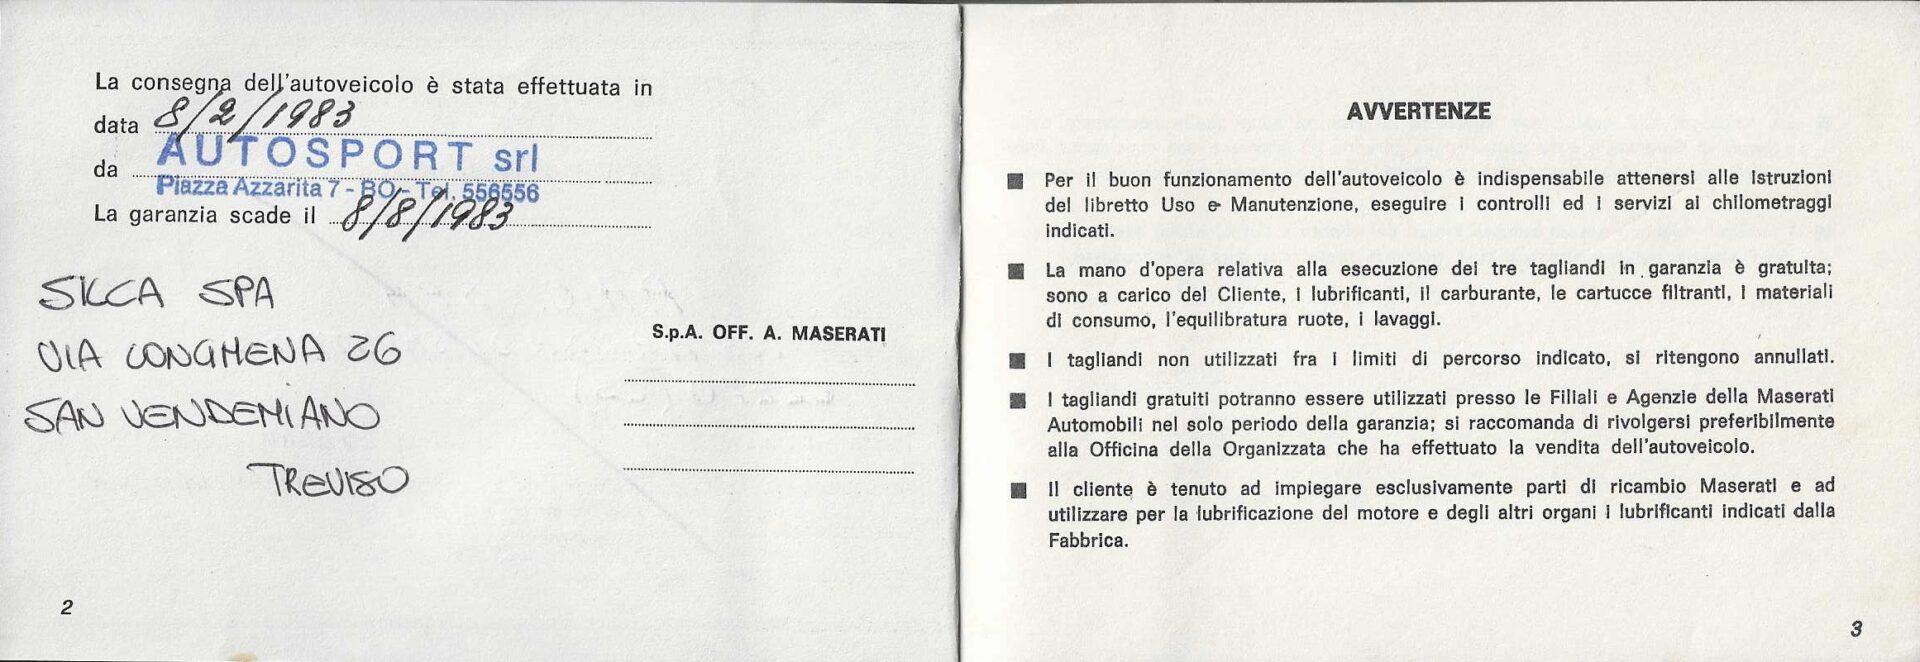 La consegna dell'autoveicolo è stata effettuata in
data 8/2/1983
AUTOSPORT srl
da
Piazza Azzarita 7 - BO - Tel. 556556
La garanzia scade il 8/8/1983
SICCA SPA
VIA LONGHENA 26
SAN VENDEMIANO
TREVISO
S.p.A. OFF. A. MASERATI
2
AVVERTENZE
■ Per il buon funzionamento dell'autoveicolo è indispensabile attenersi alle istruzioni
del libretto Uso e Manutenzione, eseguire i controlli ed i servizi ai chilometraggi
indicati.
■ La mano d'opera relativa alla esecuzione dei tre tagliandi in garanzia è gratuita;
sono a carico del Cliente, i lubrificanti, il carburante, le cartucce filtranti, i materiali
di consumo, l'equilibratura ruote, i lavaggi.
■ I tagliandi non utilizzati fra i limiti di percorso indicato, si ritengono annullati.
■ I tagliandi gratuiti potranno essere utilizzati presso le Filiali e Agenzie della Maserati
Automobili nel solo periodo della garanzia; si raccomanda di rivolgersi preferibilmente
alla Officina della Organizzata che ha effettuato la vendita dell'autoveicolo.
■ Il cliente è tenuto ad impiegare esclusivamente parti di ricambio Maserati e ad
utilizzare per la lubrificazione del motore e degli altri organi i lubrificanti indicati dalla
Fabbrica.
3